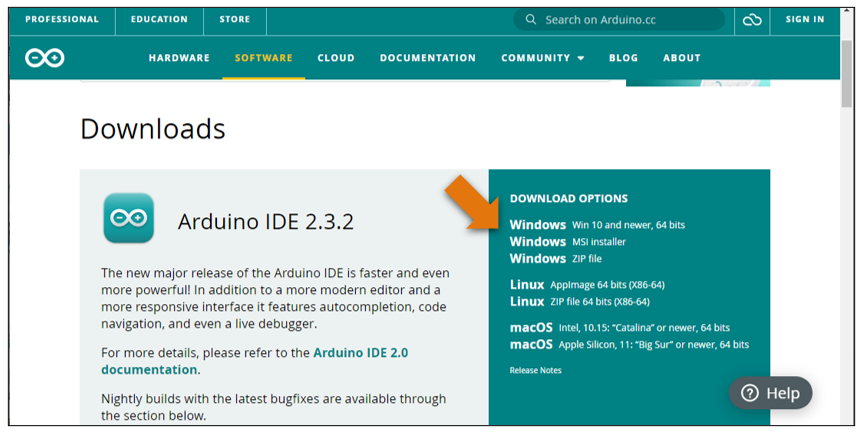 PROFESSIONAL
EDUCATION
STORE
Search on Arduino.cc
SIGN IN
HARDWARE
SOFTWARE
CLOUD
DOCUMENTATION
COMMUNITY
BLOG
ABOUT
Downloads
Arduino IDE 2.3.2
The new major release of the Arduino IDE is faster and even
more powerful! In addition to a more modern editor and a
more responsive interface it features autocompletion, code
navigation, and even a live debugger.
For more details, please refer to the Arduino IDE 2.0
documentation.
Nightly builds with the latest bugfixes are available through
the section below.
DOWNLOAD OPTIONS
Windows Win 10 and newer, 64 bits
Windows MSI installer
Windows ZIP file
Linux AppImage 64 bits (X86-64)
Linux ZIP file 64 bits (X86-64)
macOS Intel, 10.15: “Catalina” or newer, 64 bits
macOS Apple Silicon, 11: “Big Sur” or newer, 64 bits
Release Notes
Help